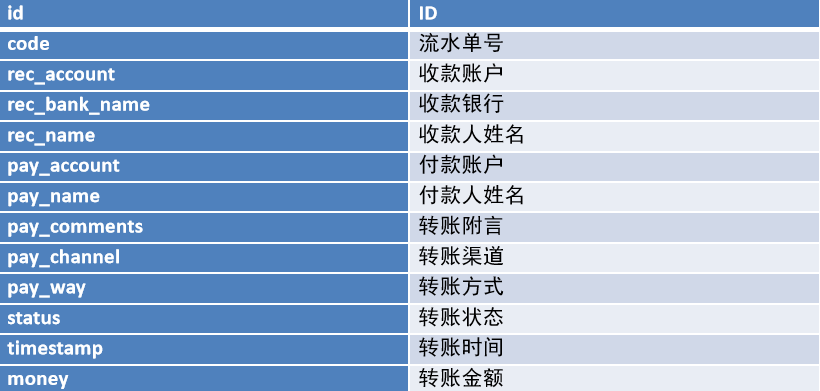 id ID
code 流水单号
rec_account 收款账户
rec_bank_name 收款银行
rec_name 收款人姓名
pay_account 付款账户
pay_name 付款人姓名
pay_comments 转账附言
pay_channel 转账渠道
pay_way 转账方式
status 转账状态
timestamp 转账时间
money 转账金额